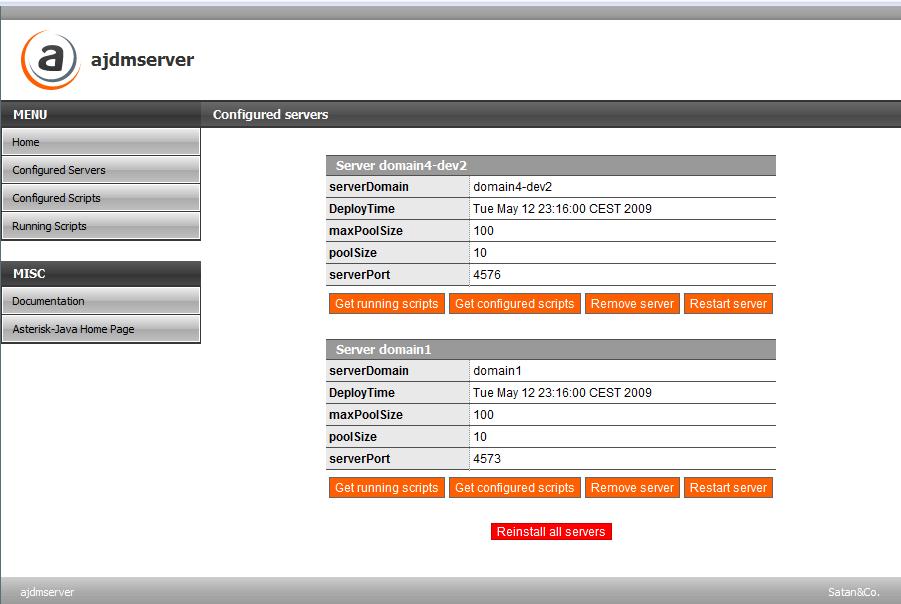 a ajdmserver
MENU
Home
Configured Servers
Configured Scripts
Running Scripts
MISC
Documentation
Asterisk-Java Home Page
Configured servers
Server domain4-dev2
serverDomain domain4-dev2
DeployTime Tue May 12 23:16:00 CEST 2009
maxPoolSize 100
poolSize 10
serverPort 4576
Get running scripts Get configured scripts Remove server Restart server
Server domain1
serverDomain domain1
DeployTime Tue May 12 23:16:00 CEST 2009
maxPoolSize 100
poolSize 10
serverPort 4573
Get running scripts Get configured scripts Remove server Restart server
Reinstall all servers
ajdmserver Satan&Co.